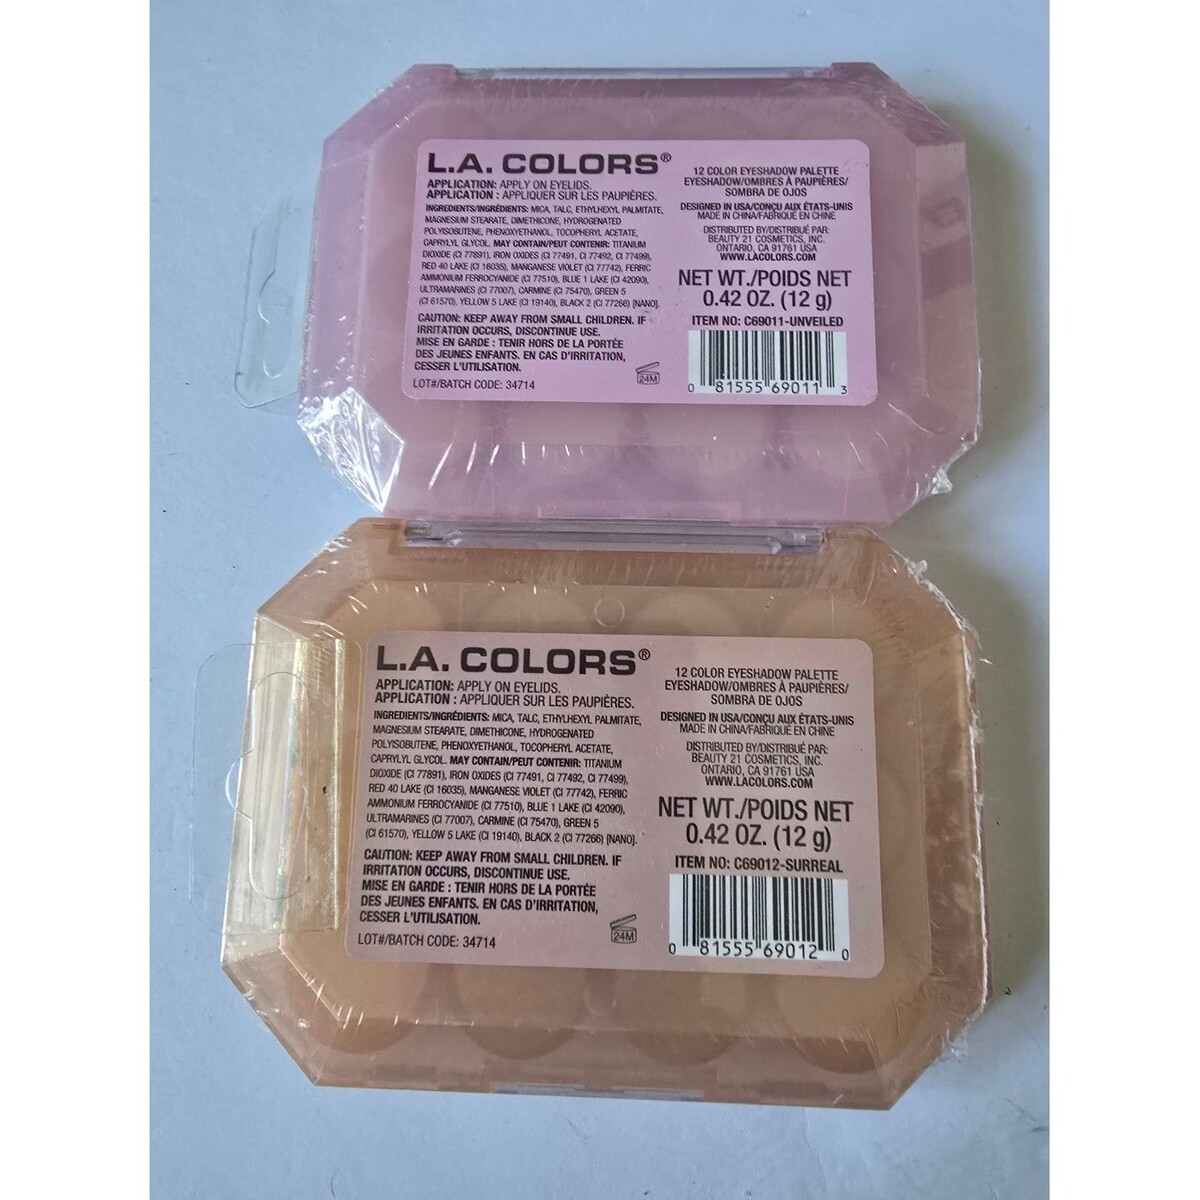 L.A. COLORS®
APPLICATION: APPLY ON EYELIDS.
APPLICATION : APPLIQUER SUR LES PAUPIÈRES.
INGREDIENTS/INGRÉDIENTS: MICA, TALC, ETHYLHEXYL PALMITATE,
MAGNESIUM STEARATE, DIMETHICONE, HYDROGENATED
POLYISOBUTENE, PHENOXYETHANOL, TOCOPHERYL ACETATE,
CAPRYLYL GLYCOL. MAY CONTAIN/PEUT CONTENIR: TITANIUM
DIOXIDE (CI 77891), IRON OXIDES (CI 77491, CI 77492, CI 77499),
RED 40 LAKE (CI 16035), MANGANESE VIOLET (CI 77742), FERRIC
AMMONIUM FERROCYANIDE (CI 77510), BLUE 1 LAKE (CI 42090),
ULTRAMARINES (CI 77007), CARMINE (CI 75470), GREEN 5
(CI 61570), YELLOW 5 LAKE (CI 19140), BLACK 2 (CI 77266) [NANO].
CAUTION: KEEP AWAY FROM SMALL CHILDREN. IF
IRRITATION OCCURS, DISCONTINUE USE.
MISE EN GARDE : TENIR HORS DE LA PORTÉE
DES JEUNES ENFANTS. EN CAS D'IRRITATION,
CESSER L'UTILISATION.
LOT#/BATCH CODE: 34714
24M
12 COLOR EYESHADOW PALETTE
EYESHADOW/OMBRES À PAUPIÈRES/
SOMBRA DE OJOS
DESIGNED IN USA/CONÇU AUX ÉTATS-UNIS
MADE IN CHINA/FABRIQUÉ EN CHINE
DISTRIBUTED BY/DISTRIBUÉ PAR:
BEAUTY 21 COSMETICS, INC.
ONTARIO, CA 91761 USA
WWW.LACOLORS.COM
NET WT./POIDS NET
0.42 OZ. (12 g)
ITEM NO: C69011-UNVEILED
0 81555 69011 3
L.A. COLORS®
APPLICATION: APPLY ON EYELIDS.
APPLICATION : APPLIQUER SUR LES PAUPIÈRES.
INGREDIENTS/INGRÉDIENTS: MICA, TALC, ETHYLHEXYL PALMITATE,
MAGNESIUM STEARATE, DIMETHICONE, HYDROGENATED
POLYISOBUTENE, PHENOXYETHANOL, TOCOPHERYL ACETATE,
CAPRYLYL GLYCOL. MAY CONTAIN/PEUT CONTENIR: TITANIUM
DIOXIDE (CI 77891), IRON OXIDES (CI 77491, CI 77492, CI 77499),
RED 40 LAKE (CI 16035), MANGANESE VIOLET (CI 77742), FERRIC
AMMONIUM FERROCYANIDE (CI 77510), BLUE 1 LAKE (CI 42090),
ULTRAMARINES (CI 77007), CARMINE (CI 75470), GREEN 5
(CI 61570), YELLOW 5 LAKE (CI 19140), BLACK 2 (CI 77266) [NANO].
CAUTION: KEEP AWAY FROM SMALL CHILDREN. IF
IRRITATION OCCURS, DISCONTINUE USE.
MISE EN GARDE : TENIR HORS DE LA PORTÉE
DES JEUNES ENFANTS. EN CAS D'IRRITATION,
CESSER L'UTILISATION.
LOT#/BATCH CODE: 34714
24M
12 COLOR EYESHADOW PALETTE
EYESHADOW/OMBRES À PAUPIÈRES/
SOMBRA DE OJOS
DESIGNED IN USA/CONÇU AUX ÉTATS-UNIS
MADE IN CHINA/FABRIQUÉ EN CHINE
DISTRIBUTED BY/DISTRIBUÉ PAR:
BEAUTY 21 COSMETICS, INC.
ONTARIO, CA 91761 USA
WWW.LACOLORS.COM
NET WT./POIDS NET
0.42 OZ. (12 g)
ITEM NO: C69012-SURREAL
0 81555 69012 0